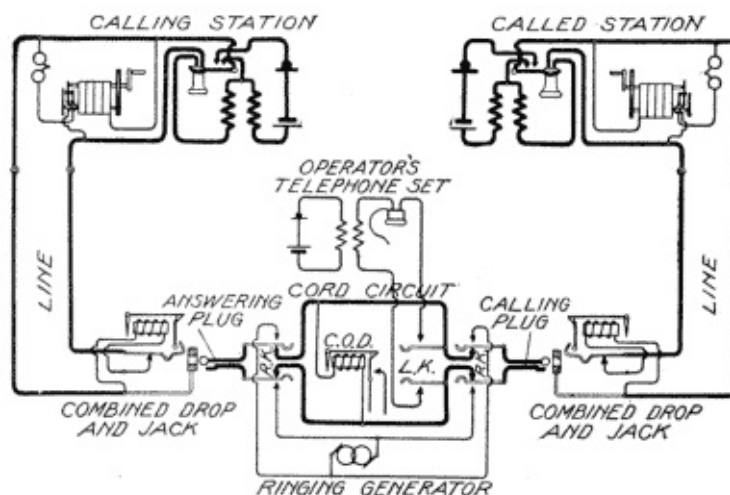 CALLING STATION
CALLED STATION
OPERATOR'S
TELEPHONE SET
LINE
LINE
ANSWERING
PLUG
CORD CIRCUIT
CALLING
PLUG
C.O.D.
R.K.
L.K.
R.K.
COMBINED DROP
AND JACK
COMBINED DROP
AND JACK
RINGING GENERATOR